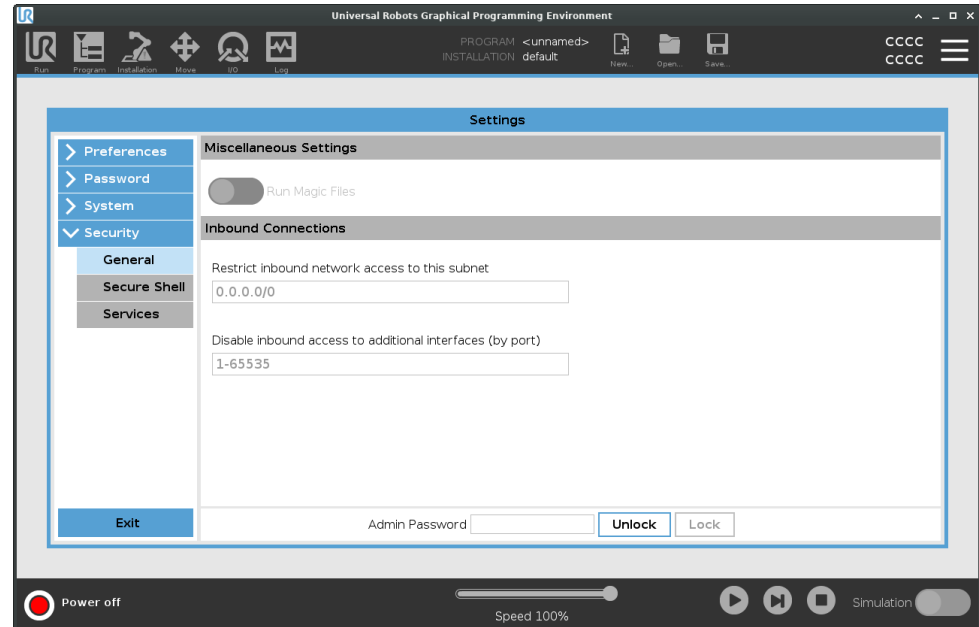 UR
Universal Robots Graphical Programming Environment
UR
Run
Program
Installation
Move
I/O
Log
PROGRAM <unnamed>
INSTALLATION default
New...
Open...
Save...
CCCC
CCCC
Settings
Preferences
Password
System
Security
General
Secure Shell
Services
Exit
Miscellaneous Settings
Run Magic Files
Inbound Connections
Restrict inbound network access to this subnet
0.0.0.0/0
Disable inbound access to additional interfaces (by port)
1-65535
Admin Password
Unlock
Lock
Power off
Speed 100%
Simulation